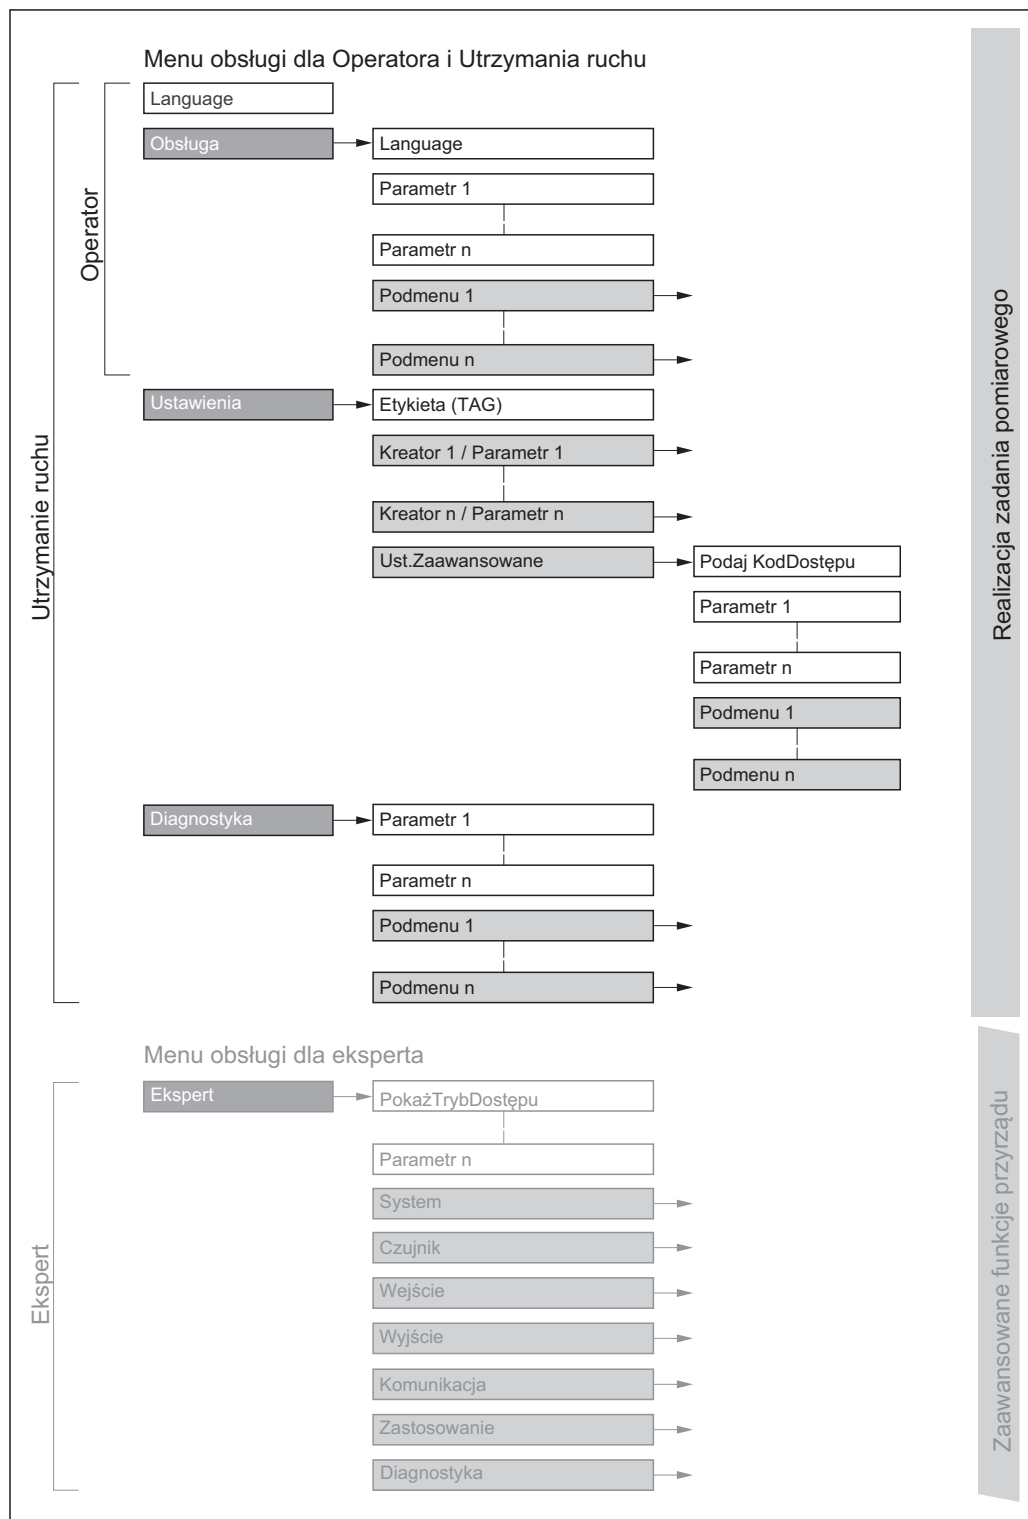 Menu obsługi dla Operatora i Utrzymania ruchu
Utrzymanie ruchu
Operator
Language
Obsługa
Language
Parametr 1
Parametr n
Podmenu 1
Podmenu n
Ustawienia
Etykieta (TAG)
Kreator 1 / Parametr 1
Kreator n / Parametr n
Ust.Zaawansowane
Podaj KodDostępu
Parametr 1
Parametr n
Podmenu 1
Podmenu n
Diagnostyka
Parametr 1
Parametr n
Podmenu 1
Podmenu n
Realizacja zadania pomiarowego
Menu obsługi dla eksperta
Ekspert
Ekspert
PokażTrybDostępu
Parametr n
System
Czujnik
Wejście
Wyjście
Komunikacja
Zastosowanie
Diagnostyka
Zaawansowane funkcje przyrządu